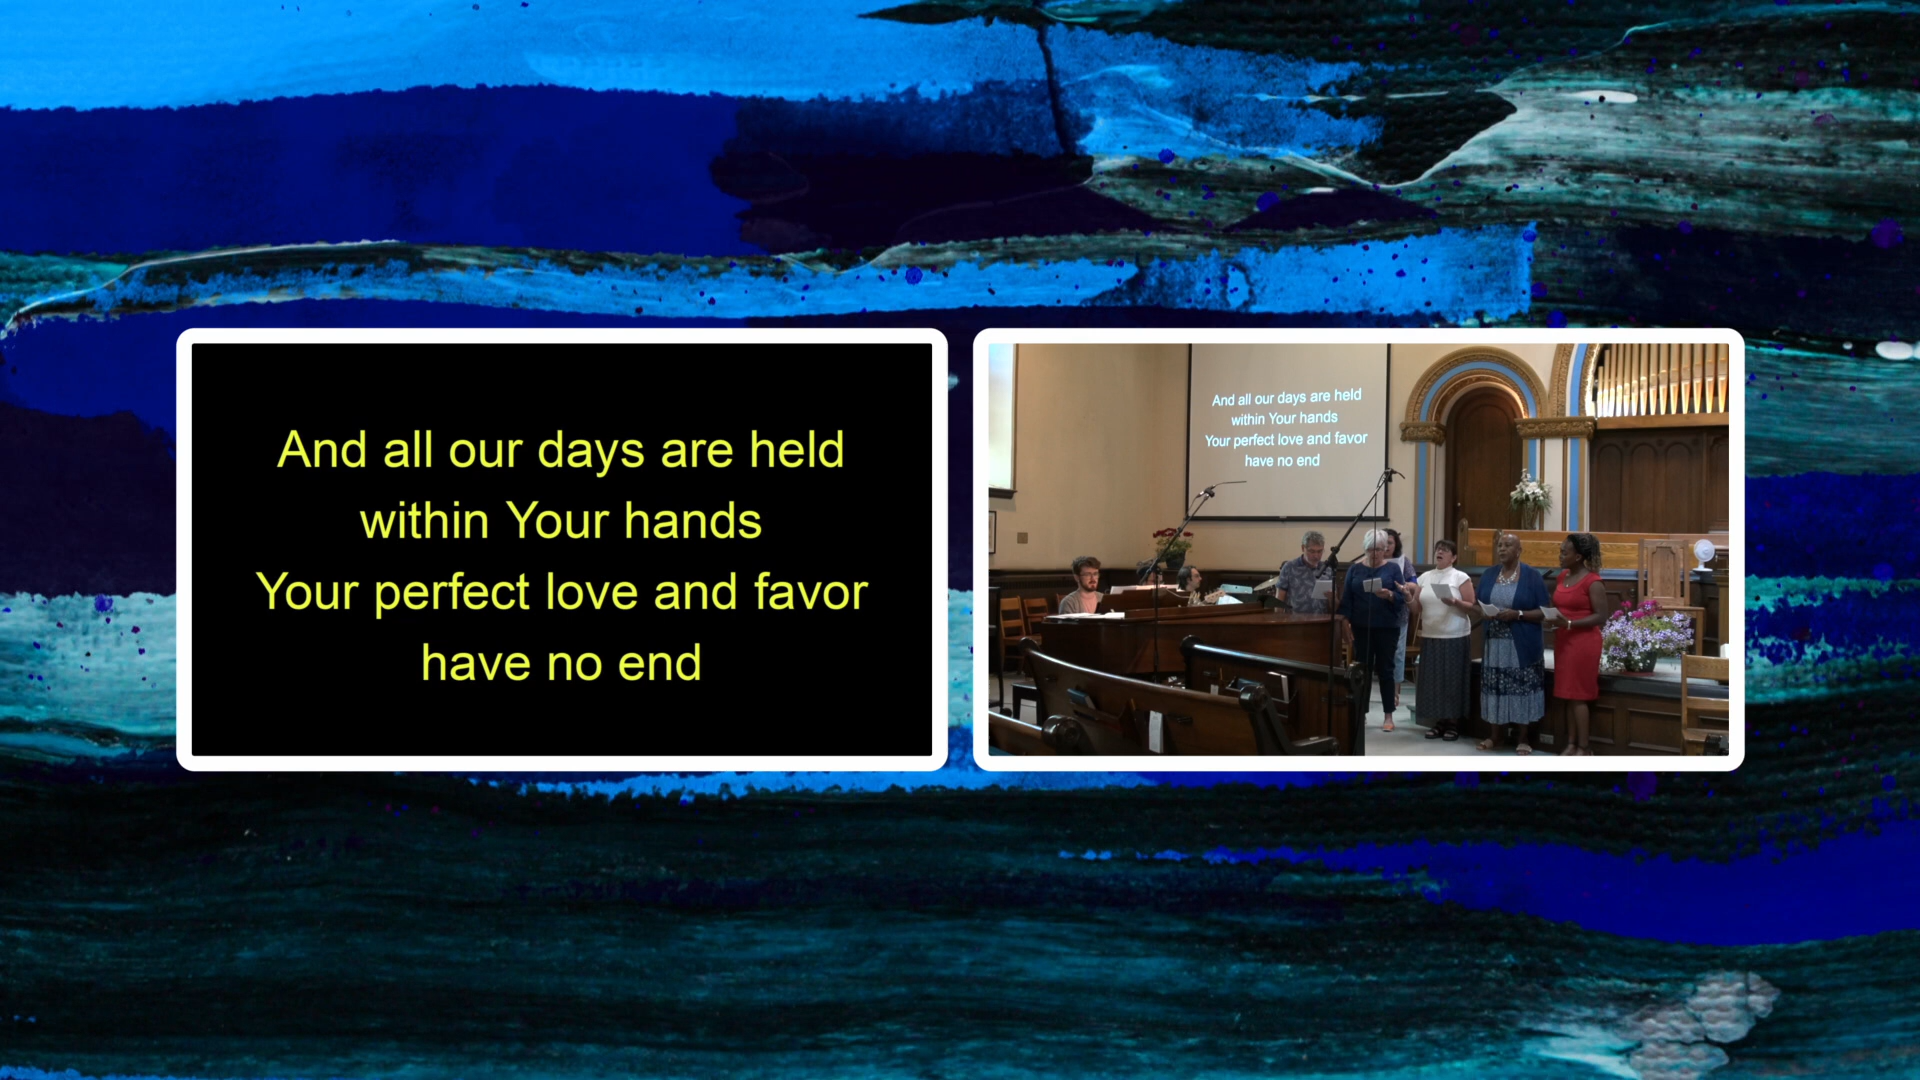 And all our days are held
within Your hands
Your perfect love and favor
have no end
And all our days are held
within Your hands
Your perfect love and favor
have no end